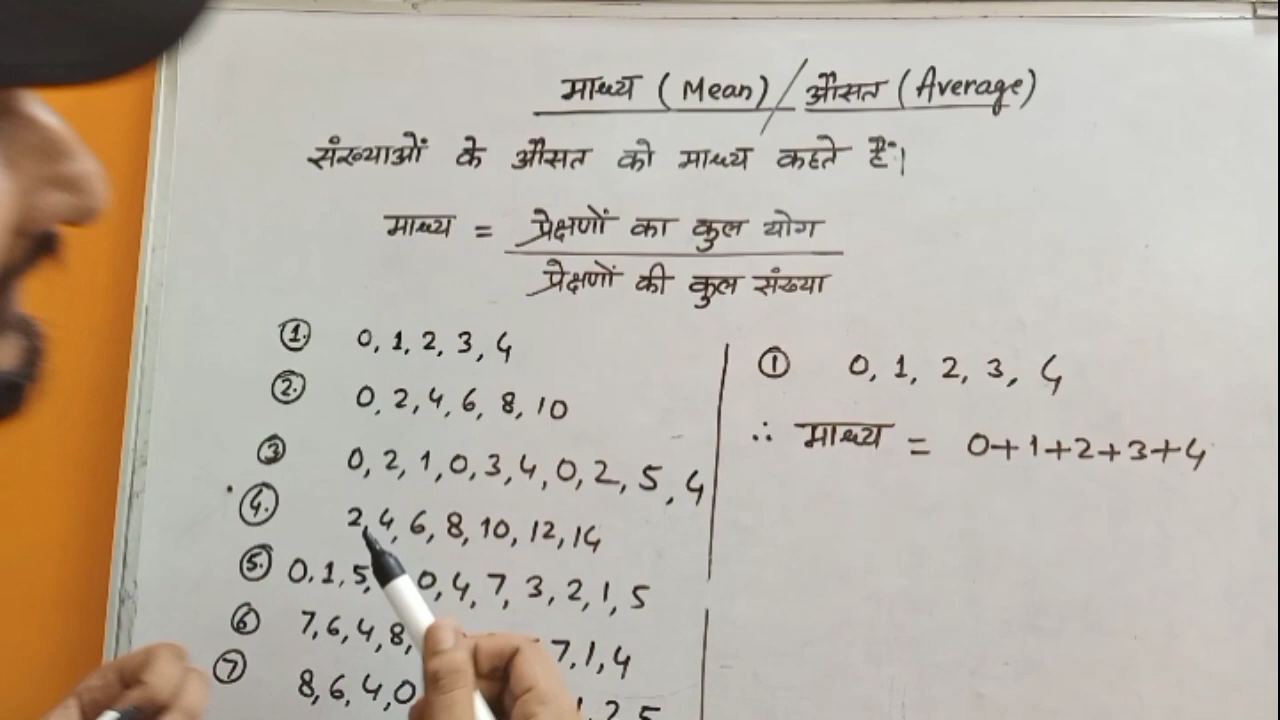 माध्य (Mean) / औसत (Average)
संख्याओं के औसत को माध्य कहते हैं।
माध्य = प्रेक्षणों का कुल योग
प्रेक्षणों की कुल संख्या
1. 0, 1, 2, 3, 4
2. 0, 2, 4, 6, 8, 10
3 0, 2, 1, 0, 3, 4, 0, 2, 5, 4
4. 2, 4, 6, 8, 10, 12, 14
5. 0, 1, 5, 0, 4, 7, 3, 2, 1, 5
6 7, 6, 4, 8, 7, 1, 4
7 8, 6, 4, 0 1, 2, 5
1 0, 1, 2, 3, 4
∴ माध्य = 0+1+2+3+4